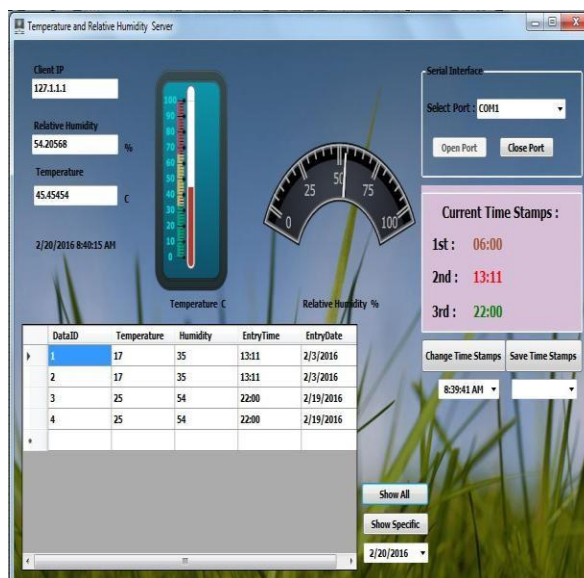 Temperature and Relative Humidity Server
Client IP
127.1.1.1
Relative Humidity
54.20568 %
Temperature
45.45454 C
2/20/2016 8:40:15 AM
100
90
80
70
60
50
40
30
20
10
0
Temperature C
0 25 50 75 100
Relative Humidity %
Serial Interface
Select Port : COM1
Open Port Close Port
Current Time Stamps :
1st : 06:00
2nd : 13:11
3rd : 22:00
Change Time Stamps Save Time Stamps
8:39:41 AM
DataID Temperature Humidity EntryTime EntryDate
1 17 35 13:11 2/3/2016
2 17 35 13:11 2/3/2016
3 25 54 22:00 2/19/2016
4 25 54 22:00 2/19/2016
Show All
Show Specific
2/20/2016